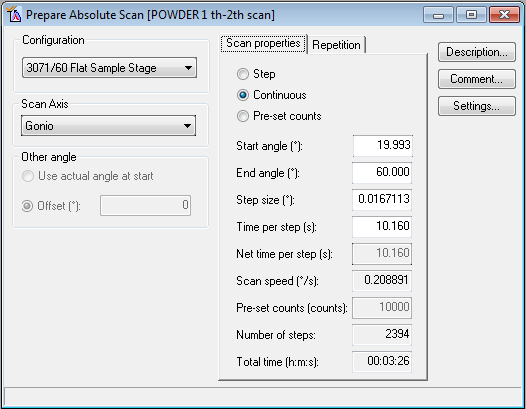 Prepare Absolute Scan [POWDER 1 th-2th scan]
Configuration
3071/60 Flat Sample Stage
Scan Axis
Gonio
Other angle
Use actual angle at start
Offset (°): 0
Scan properties Repetition
Step
Continuous
Pre-set counts
Start angle (°): 19.993
End angle (°): 60.000
Step size (°): 0.0167113
Time per step (s): 10.160
Net time per step (s): 10.160
Scan speed (°/s): 0.208891
Pre-set counts (counts): 10000
Number of steps: 2394
Total time (h:m:s): 00:03:26
Description...
Comment...
Settings...